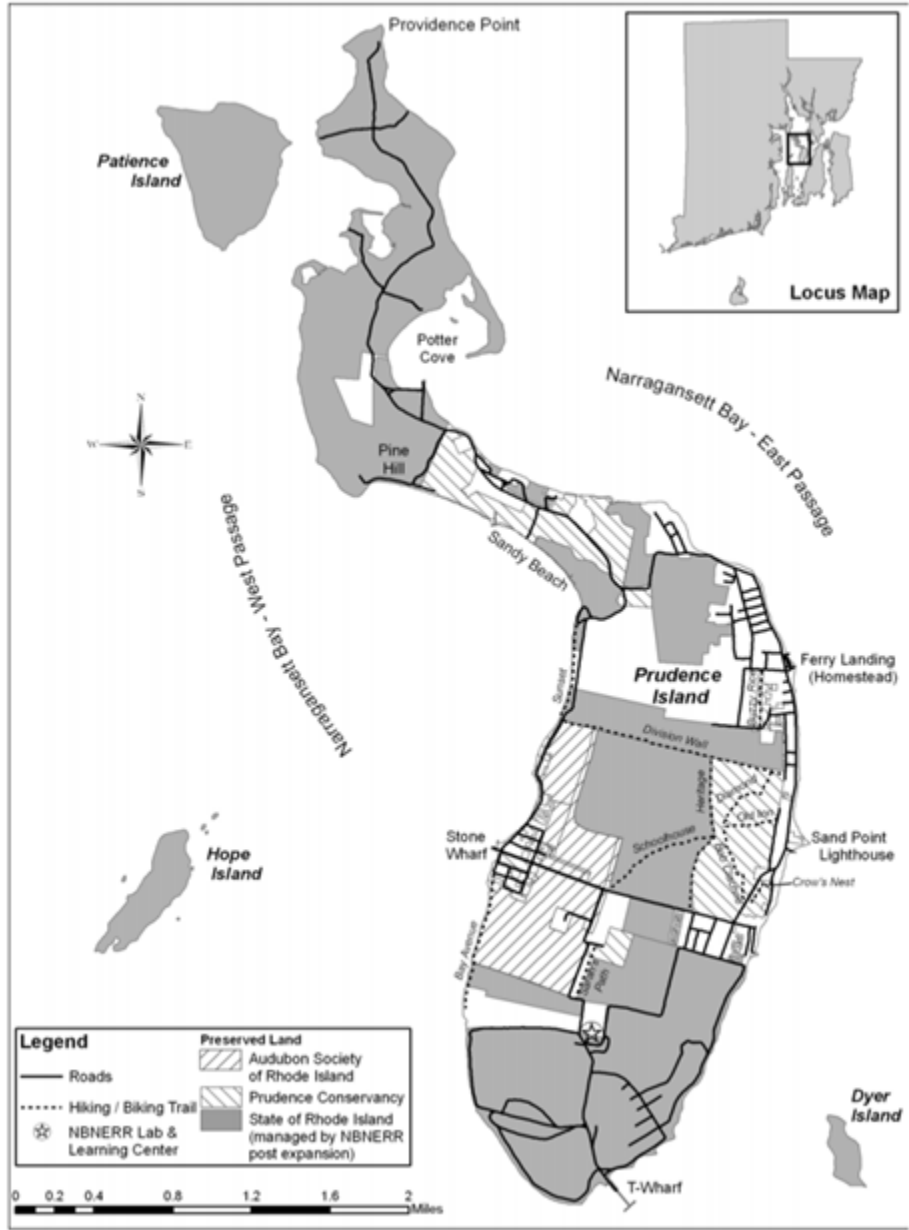 Providence Point
Patience
Island
Locus Map
Potter
Cove
Narragansett Bay - East Passage
N
W
E
S
Pine
Hill
Narragansett Bay - West Passage
Sandy Beach
Ferry Landing
(Homestead)
Prudence
Island
Sunset
Division Wall
Heritage
Old Inn
Schoolhouse
Stone
Wharf
Sand Point
Lighthouse
Crow's Nest
Hope
Island
Bay Avenue
Path
Dyer
Island
T-Wharf
Legend
Roads
Hiking / Biking Trail
NBNERR Lab &
Learning Center
Preserved Land
Audubon Society
of Rhode Island
Prudence Conservancy
State of Rhode Island
(managed by NBNERR
post expansion)
0 0.2 0.4 0.8 1.2 1.6 2
Miles